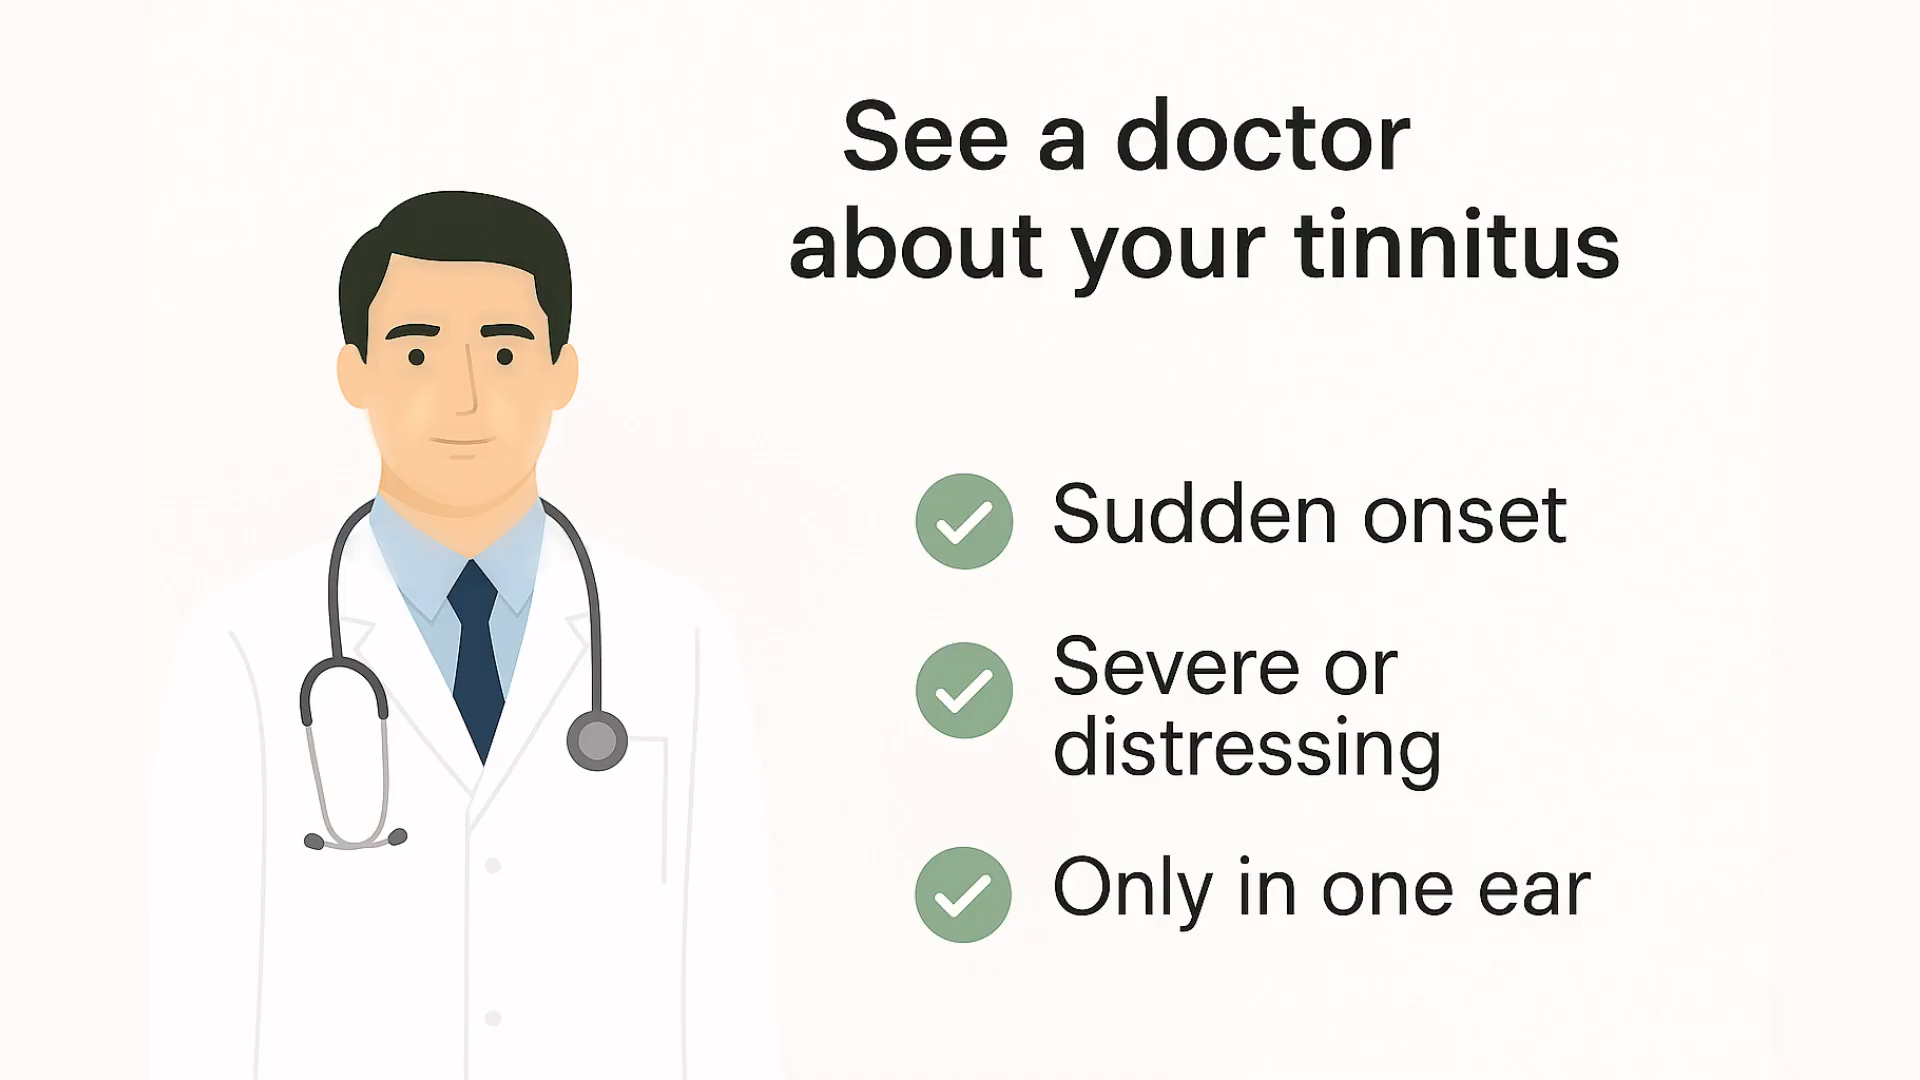 See a doctor
about your tinnitus
Sudden onset
Severe or
distressing
Only in one ear